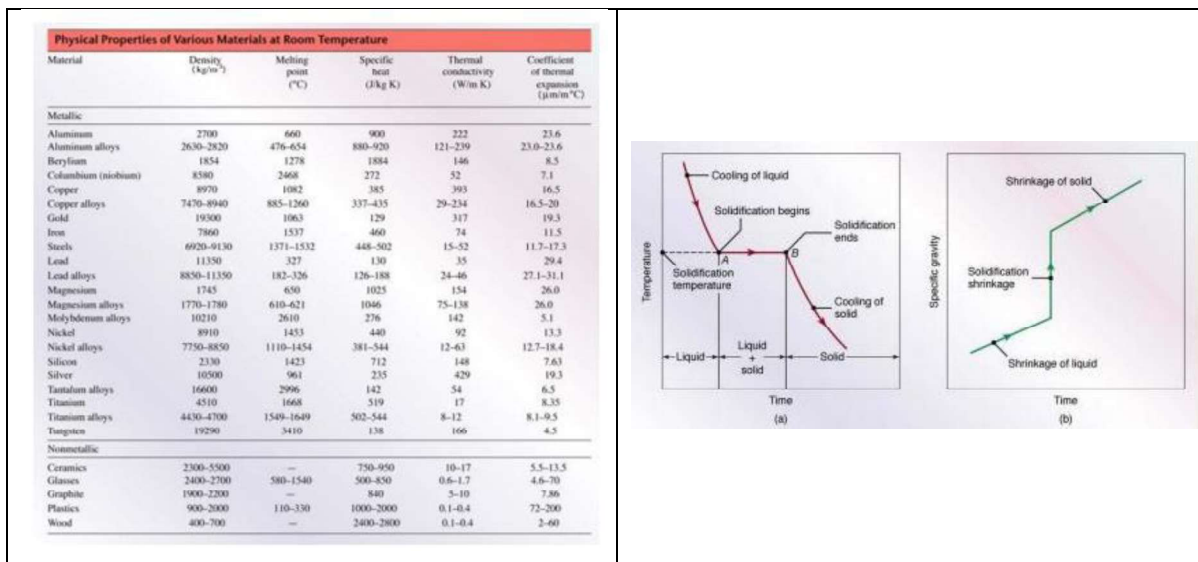 Physical Properties of Various Materials at Room Temperature
Material Density (kg/m³) Melting point (°C) Specific heat (J/kg K) Thermal conductivity (W/m K) Coefficient of thermal expansion (μm/m°C)
Metallic
Aluminum 2700 660 900 222 23.6
Aluminum alloys 2630–2820 476–654 880–920 121–239 23.0–23.6
Berylium 1854 1278 1884 146 8.5
Columbium (niobium) 8580 2468 272 52 7.1
Copper 8970 1082 385 393 16.5
Copper alloys 7470–8940 885–1260 337–435 29–234 16.5–20
Gold 19300 1063 129 317 19.3
Iron 7860 1537 460 74 11.5
Steels 6920–9130 1371–1532 448–502 15–52 11.7–17.3
Lead 11350 327 130 35 29.4
Lead alloys 8850–11350 182–326 126–188 24–46 27.1–31.1
Magnesium 1745 650 1025 154 26.0
Magnesium alloys 1770–1780 610–621 1046 75–138 26.0
Molybdenum alloys 10210 2610 276 142 5.1
Nickel 8910 1453 440 92 13.3
Nickel alloys 7750–8850 1110–1454 381–544 12–63 12.7–18.4
Silicon 2330 1423 712 148 7.63
Silver 10500 961 235 429 19.3
Tantalum alloys 16600 2996 142 54 6.5
Titanium 4510 1668 519 17 8.35
Titanium alloys 4430–4700 1549–1649 502–544 8–12 8.1–9.5
Tungsten 19290 3410 138 166 4.5
Nonmetallic
Ceramics 2300–5500 — 750–950 10–17 5.5–13.5
Glasses 2400–2700 580–1540 500–850 0.6–1.7 4.6–70
Graphite 1900–2200 — 840 5–10 7.86
Plastics 900–2000 110–330 1000–2000 0.1–0.4 72–200
Wood 400–700 — 2400–2800 0.1–0.4 2–60
Temperature
Cooling of liquid
Solidification begins
Solidification
ends
A
B
Solidification
temperature
Cooling of
solid
Liquid
Liquid
+
solid
Solid
Time
(a)
Specific gravity
Shrinkage of solid
Solidification
shrinkage
Shrinkage of liquid
Time
(b)